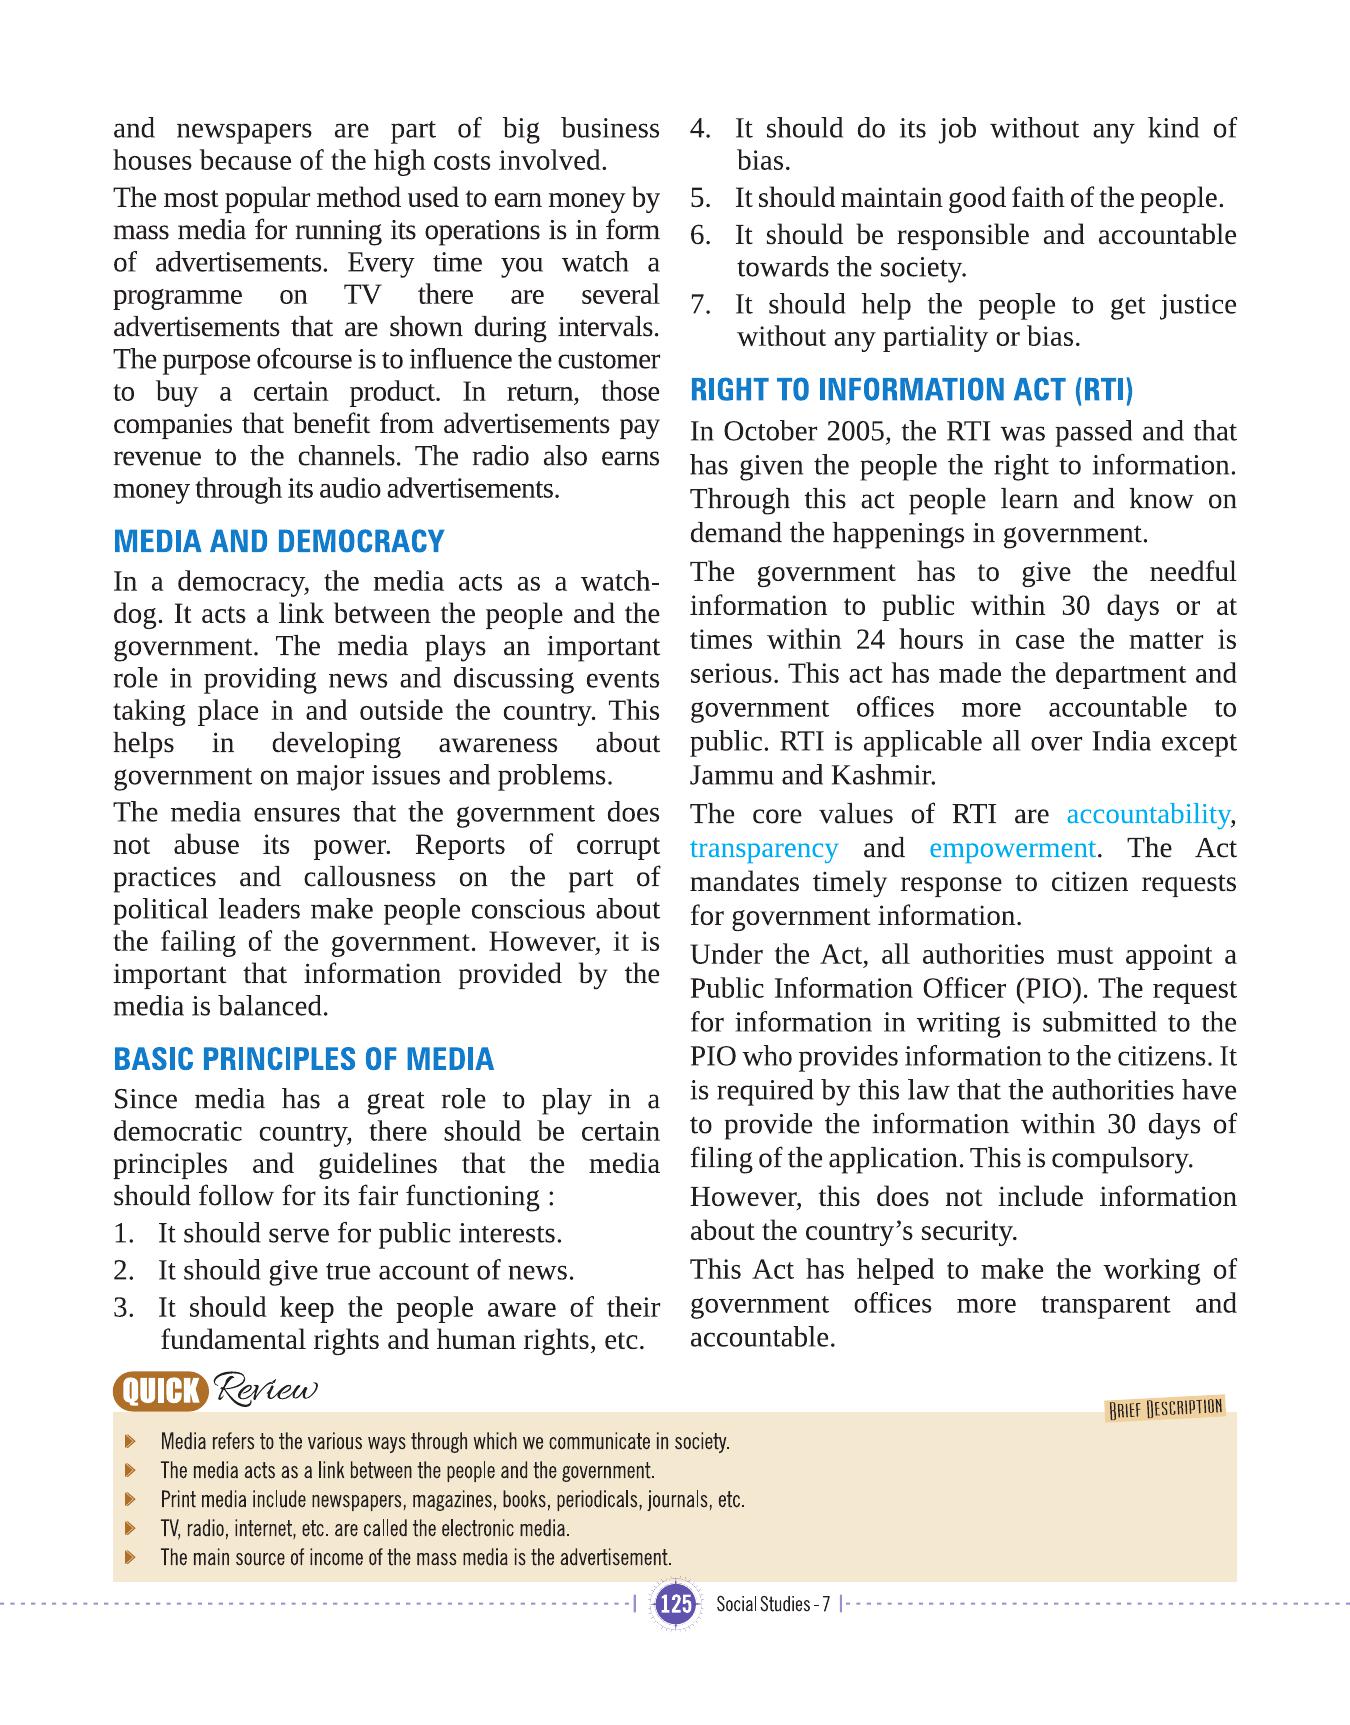 and newspapers are part of big business
houses because of the high costs involved.
The most popular method used to earn money by
mass media for running its operations is in form
of advertisements. Every time you watch a
programme on TV there are several
advertisements that are shown during intervals.
The purpose ofcourse is to influence the customer
to buy a certain product. In return, those
companies that benefit from advertisements pay
revenue to the channels. The radio also earns
money through its audio advertisements.
MEDIA AND DEMOCRACY
In a democracy, the media acts as a watch-
dog. It acts a link between the people and the
government. The media plays an important
role in providing news and discussing events
taking place in and outside the country. This
helps in developing awareness about
government on major issues and problems.
The media ensures that the government does
not abuse its power. Reports of corrupt
practices and callousness on the part of
political leaders make people conscious about
the failing of the government. However, it is
important that information provided by the
media is balanced.
BASIC PRINCIPLES OF MEDIA
Since media has a great role to play in a
democratic country, there should be certain
principles and guidelines that the media
should follow for its fair functioning :
1. It should serve for public interests.
2. It should give true account of news.
3. It should keep the people aware of their
fundamental rights and human rights, etc.
4. It should do its job without any kind of
bias.
5. It should maintain good faith of the people.
6. It should be responsible and accountable
towards the society.
7. It should help the people to get justice
without any partiality or bias.
RIGHT TO INFORMATION ACT (RTI)
In October 2005, the RTI was passed and that
has given the people the right to information.
Through this act people learn and know on
demand the happenings in government.
The government has to give the needful
information to public within 30 days or at
times within 24 hours in case the matter is
serious. This act has made the department and
government offices more accountable to
public. RTI is applicable all over India except
Jammu and Kashmir.
The core values of RTI are accountability,
transparency and empowerment. The Act
mandates timely response to citizen requests
for government information.
Under the Act, all authorities must appoint a
Public Information Officer (PIO). The request
for information in writing is submitted to the
PIO who provides information to the citizens. It
is required by this law that the authorities have
to provide the information within 30 days of
filing of the application. This is compulsory.
However, this does not include information
about the country’s security.
This Act has helped to make the working of
government offices more transparent and
accountable.
QUICK Review
BRIEF DESCRIPTION
Media refers to the various ways through which we communicate in society.
The media acts as a link between the people and the government.
Print media include newspapers, magazines, books, periodicals, journals, etc.
TV, radio, internet, etc. are called the electronic media.
The main source of income of the mass media is the advertisement.
125 Social Studies - 7